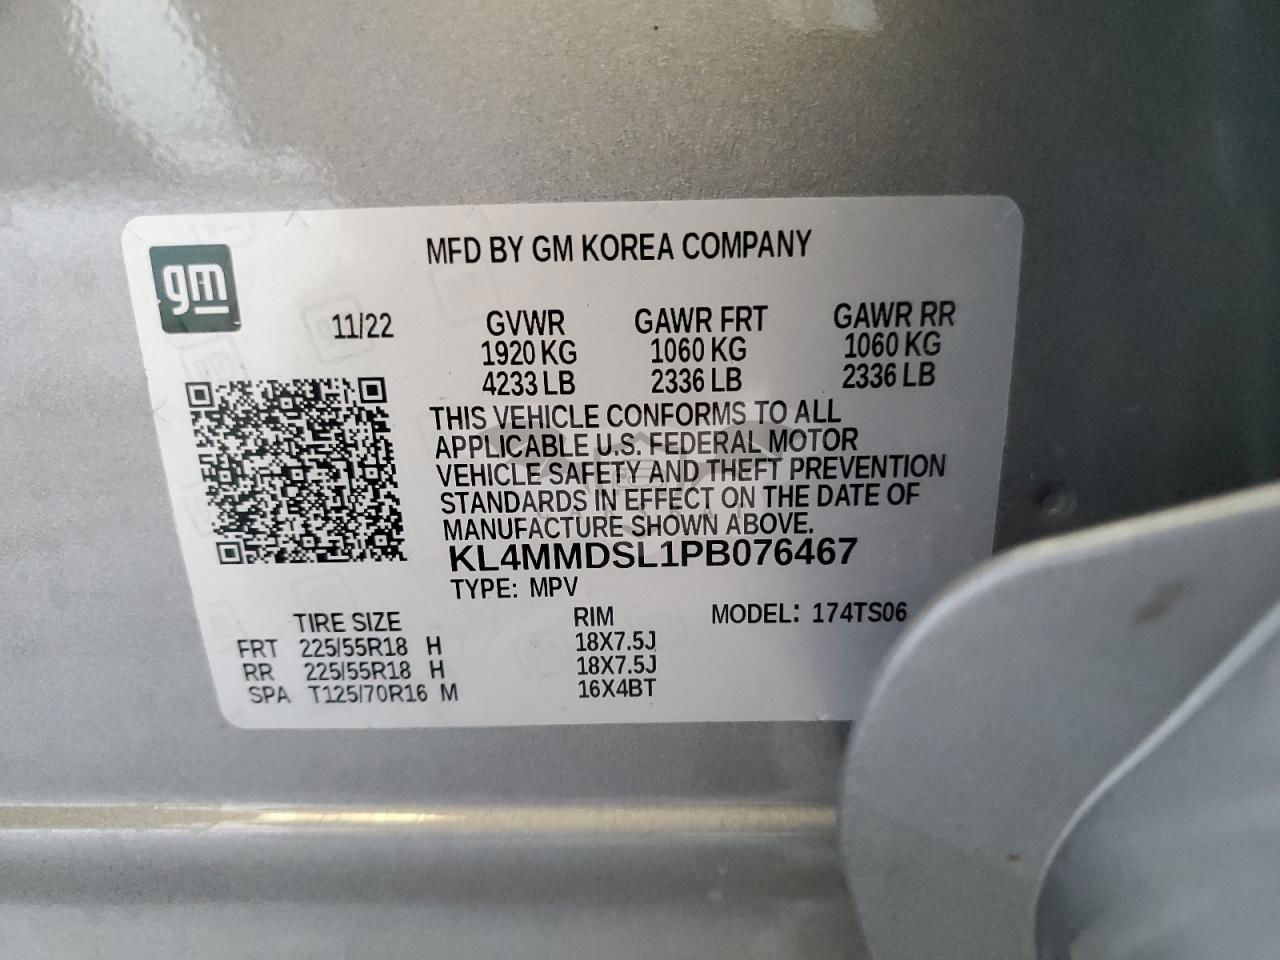 gm
MFD BY GM KOREA COMPANY
11/22
GVWR GAWR FRT GAWR RR
1920 KG 1060 KG 1060 KG
4233 LB 2336 LB 2336 LB
THIS VEHICLE CONFORMS TO ALL
APPLICABLE U.S. FEDERAL MOTOR
VEHICLE SAFETY AND THEFT PREVENTION
STANDARDS IN EFFECT ON THE DATE OF
MANUFACTURE SHOWN ABOVE.
KL4MMDSL1PB076467
TYPE: MPV
TIRE SIZE RIM MODEL: 174TS06
FRT 225/55R18 H 18X7.5J
RR 225/55R18 H 18X7.5J
SPA T125/70R16 M 16X4BT